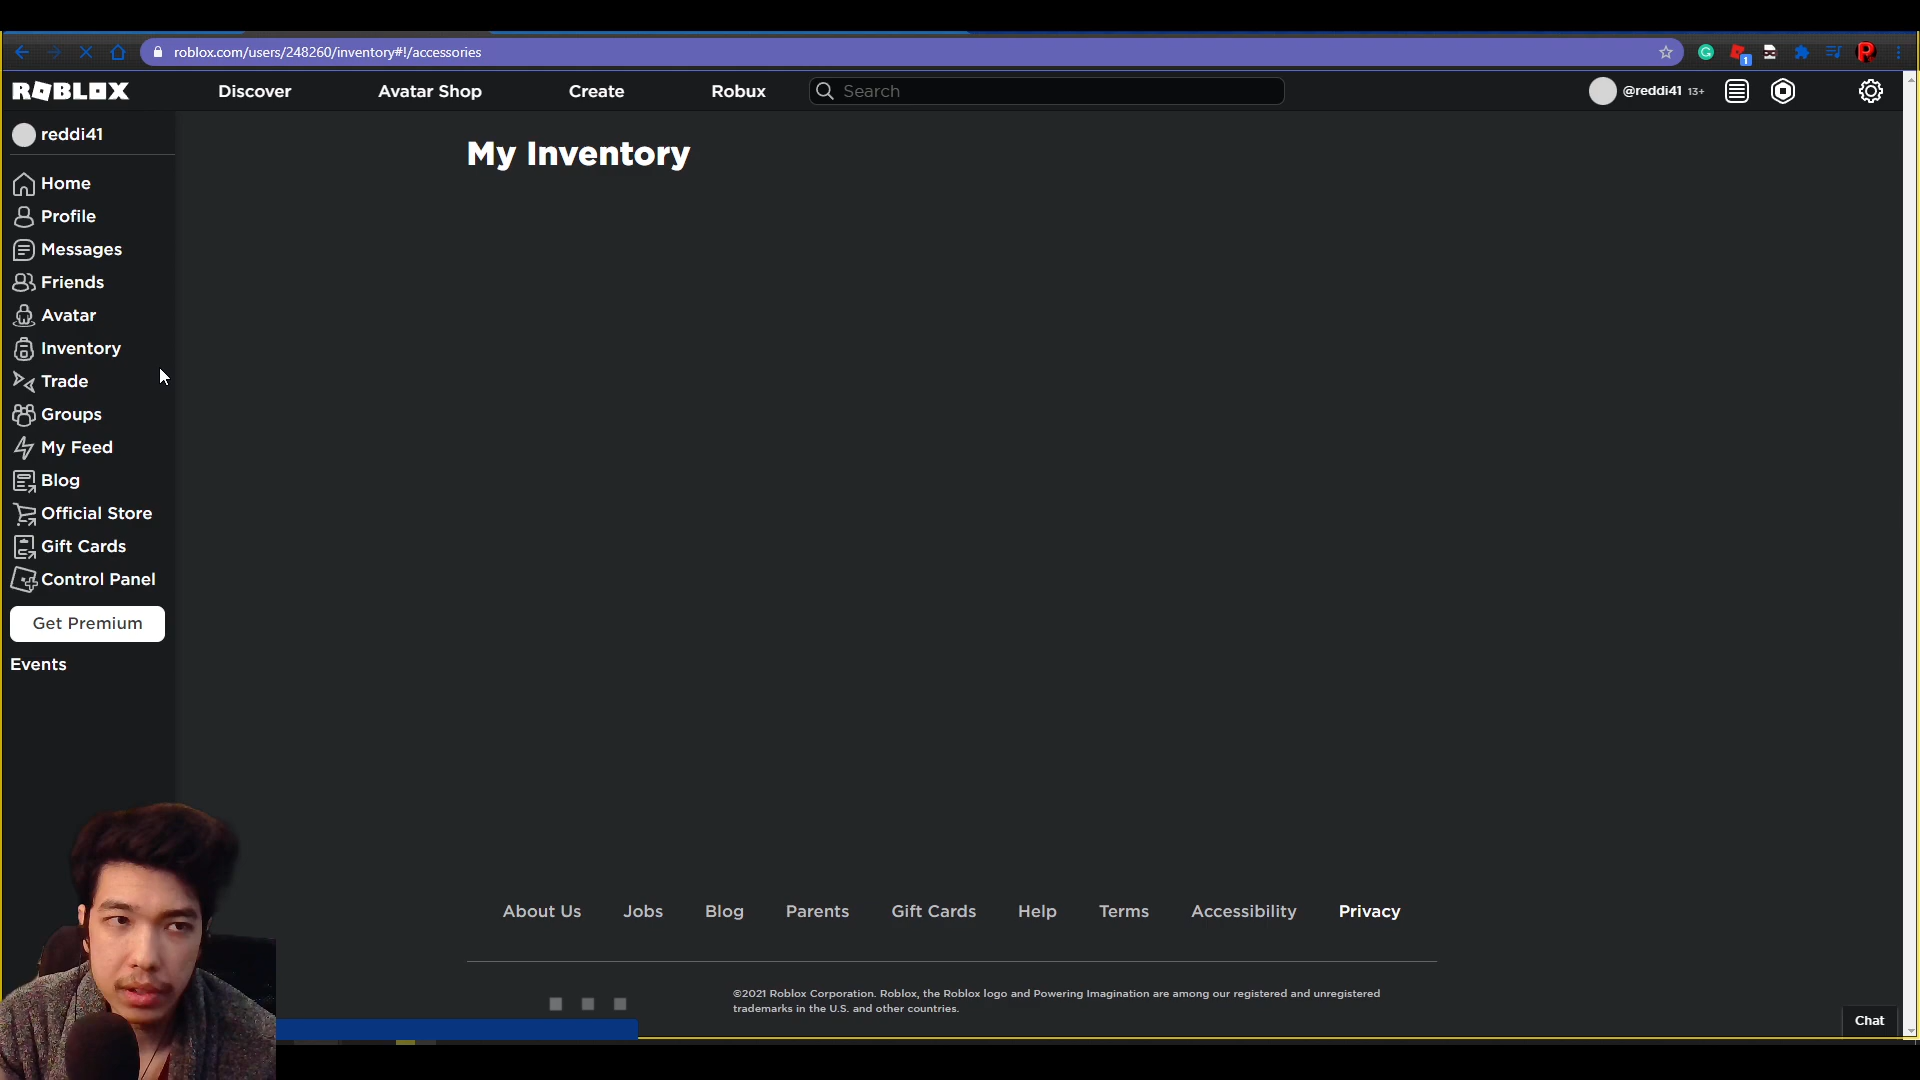 roblox.com/users/248260/inventory#!/accessories
1
ROBLOX
Discover
Avatar Shop
Create
Robux
Search
@reddi41 13+
reddi41
My Inventory
Home
Profile
Messages
Friends
Avatar
Inventory
Trade
Groups
My Feed
Blog
Official Store
Gift Cards
Control Panel
Get Premium
Events
About Us
Jobs
Blog
Parents
Gift Cards
Help
Terms
Accessibility
Privacy
©2021 Roblox Corporation. Roblox, the Roblox logo and Powering Imagination are among our registered and unregistered
trademarks in the U.S. and other countries.
Chat